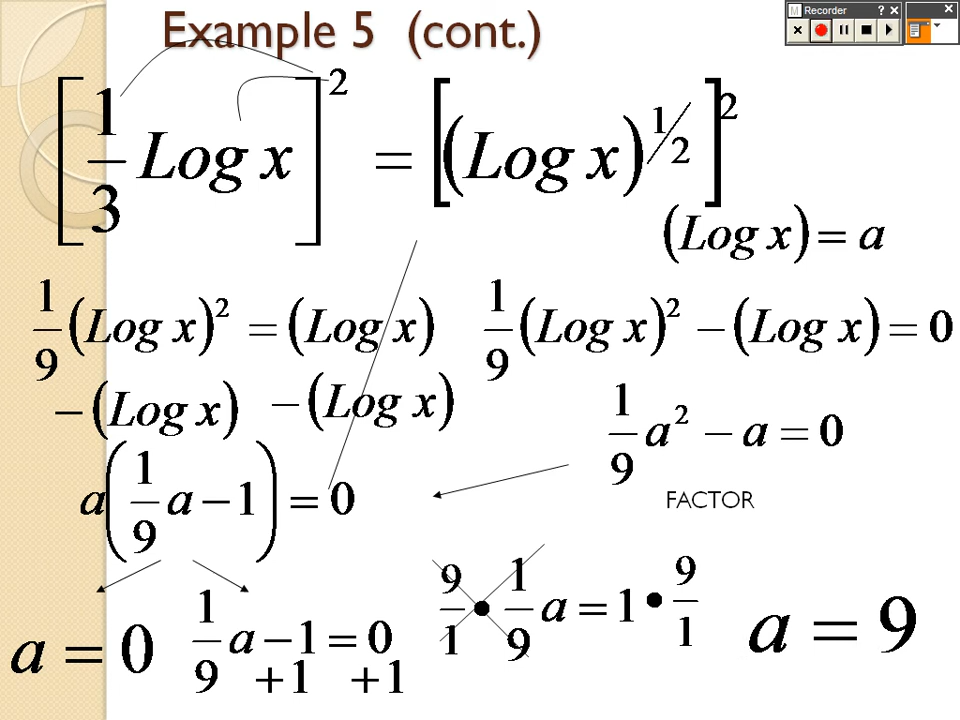 Example 5 (cont.)
M Recorder ? ×
[1/3 Log x]² = [(Log x)^1/2]²
(Log x) = a
1/9 (Log x)² = (Log x) 1/9 (Log x)² − (Log x) = 0
− (Log x) − (Log x)
1/9 a² − a = 0
a(1/9 a − 1) = 0
FACTOR
9/1 • 1/9 a = 1 • 9/1
a = 0
1/9 a − 1 = 0
+1 +1
a = 9